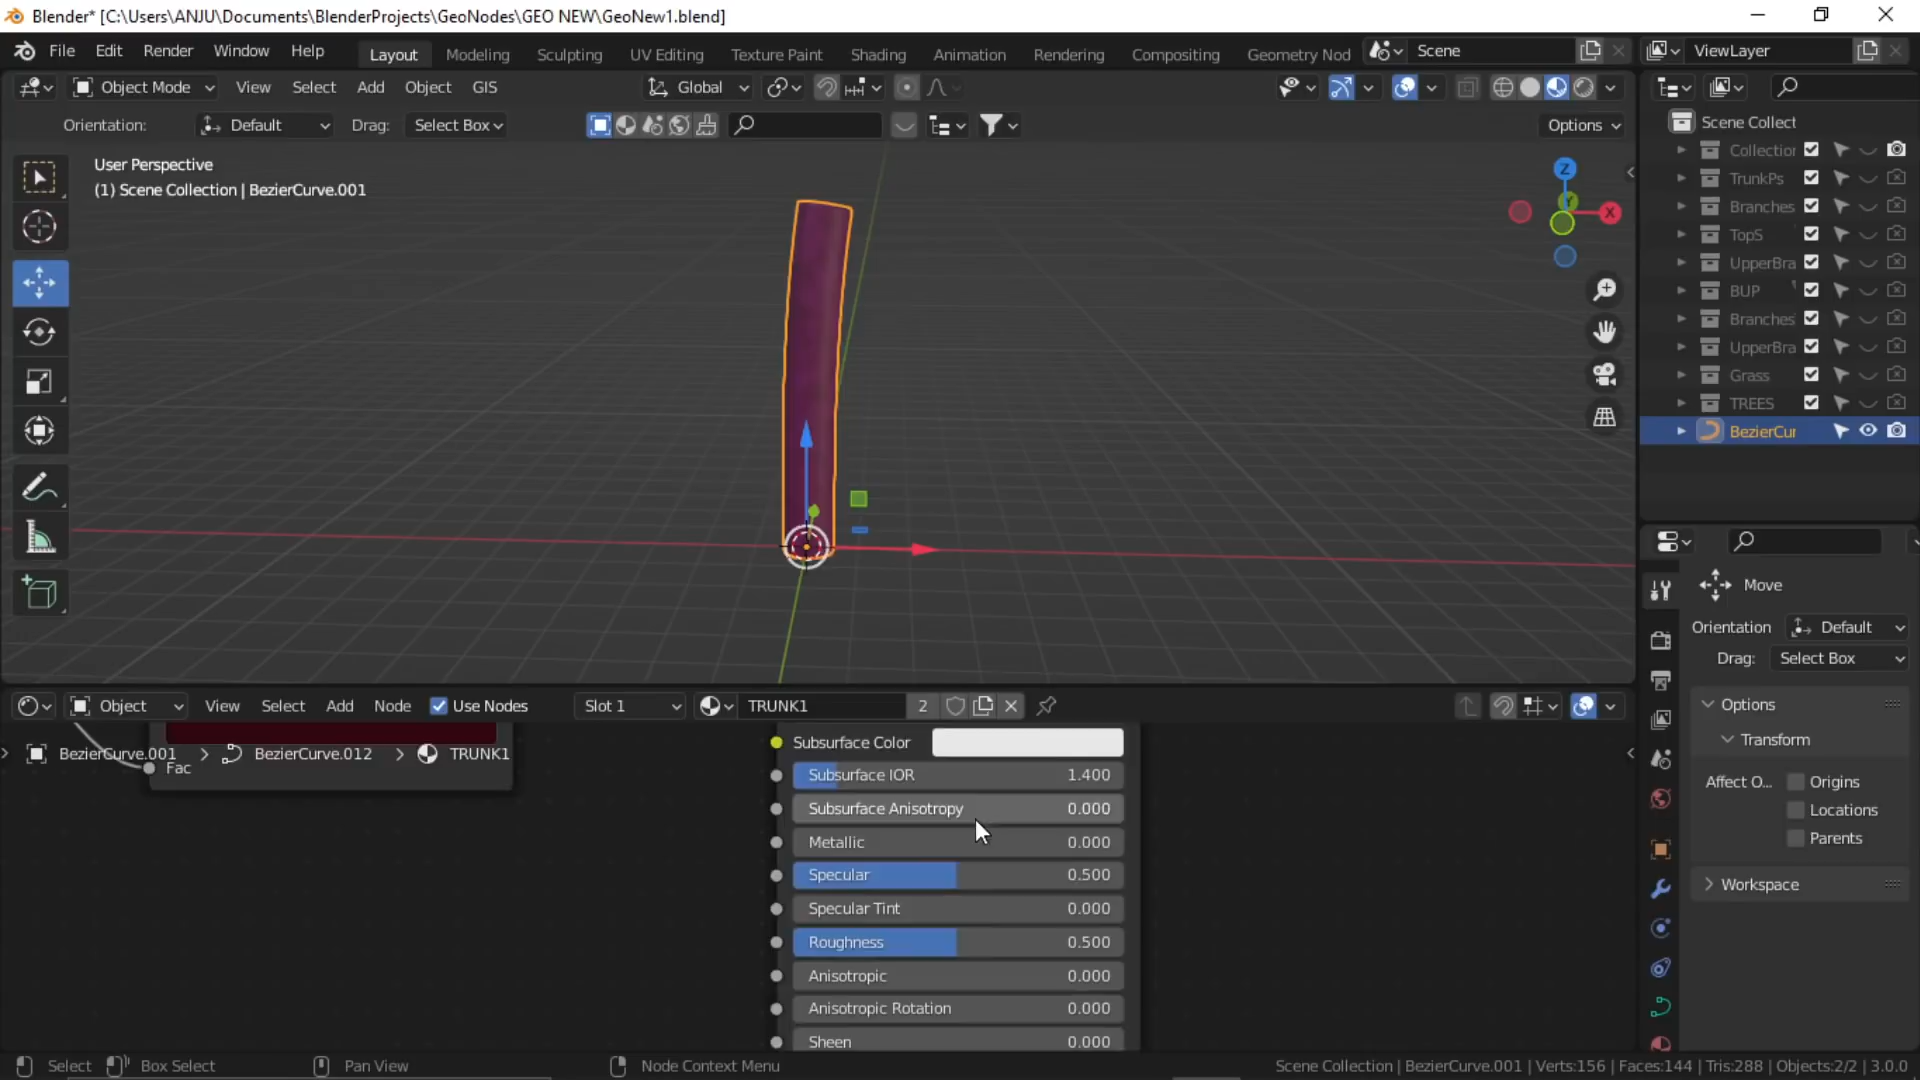 Blender* [C:\Users\ANJU\Documents\BlenderProjects\GeoNodes\GEO NEW\GeoNew1.blend]
File Edit Render Window Help Layout Modeling Sculpting UV Editing Texture Paint Shading Animation Rendering Compositing Geometry Nod Scene ViewLayer
Object Mode View Select Add Object GIS Global
Orientation: Default Drag: Select Box Options
User Perspective
(1) Scene Collection | BezierCurve.001
Z
Y
X
Scene Collect
Collection
TrunkPs
Branches
TopS
UpperBra
BUP
Branches
UpperBra
Grass
TREES
BezierCur
Move
Orientation Default
Drag: Select Box
Options
Transform
Affect O... Origins
Locations
Parents
Workspace
Object View Select Add Node Use Nodes Slot 1 TRUNK1 2
BezierCurve.001 > BezierCurve.012 > TRUNK1
Fac
Subsurface Color
Subsurface IOR 1.400
Subsurface Anisotropy 0.000
Metallic 0.000
Specular 0.500
Specular Tint 0.000
Roughness 0.500
Anisotropic 0.000
Anisotropic Rotation 0.000
Sheen 0.000
Select Box Select Pan View Node Context Menu Scene Collection | BezierCurve.001 | Verts:156 | Faces:144 | Tris:288 | Objects:2/2 | 3.0.0